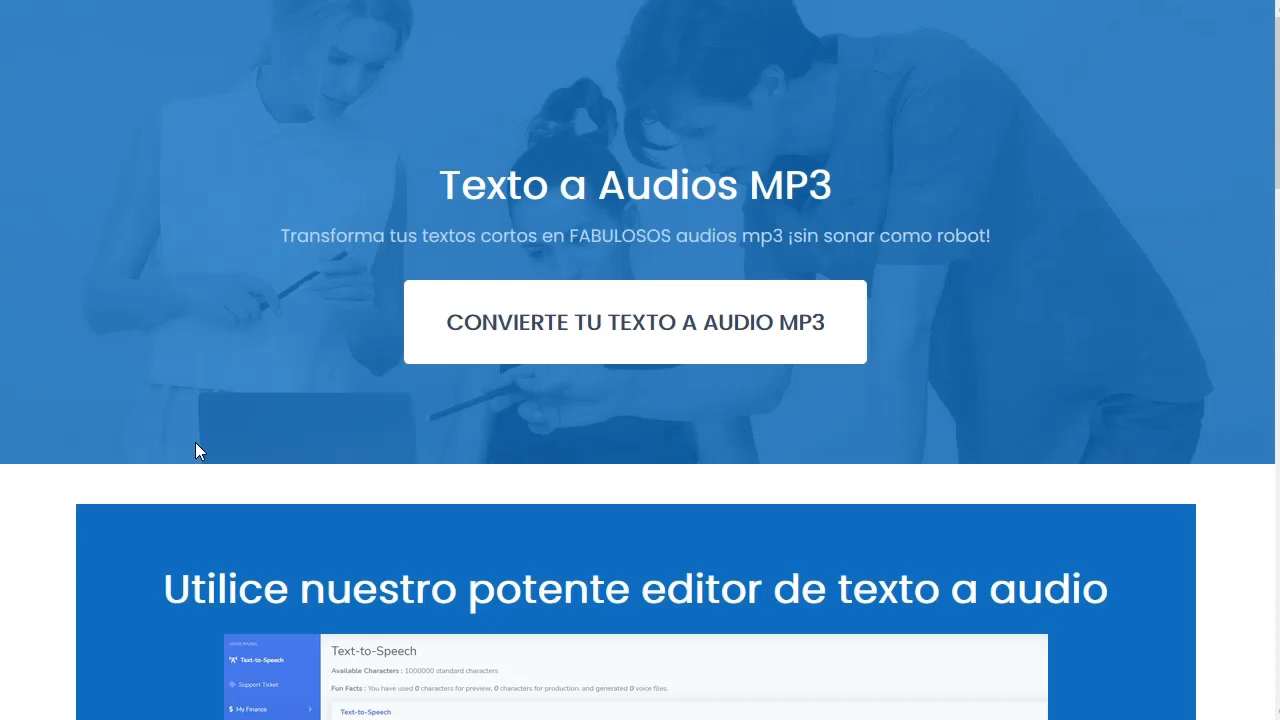 Texto a Audios MP3
Transforma tus textos cortos en FABULOSOS audios mp3 ¡sin sonar como robot!
CONVIERTE TU TEXTO A AUDIO MP3
Utilice nuestro potente editor de texto a audio
USER PANEL
Text-to-Speech
Text-to-Speech
Available Characters : 1000000 standard characters
Support Ticket
Fun Facts : You have used 0 characters for preview, 0 characters for production, and generated 0 voice files.
$ My Finance
Text-to-Speech